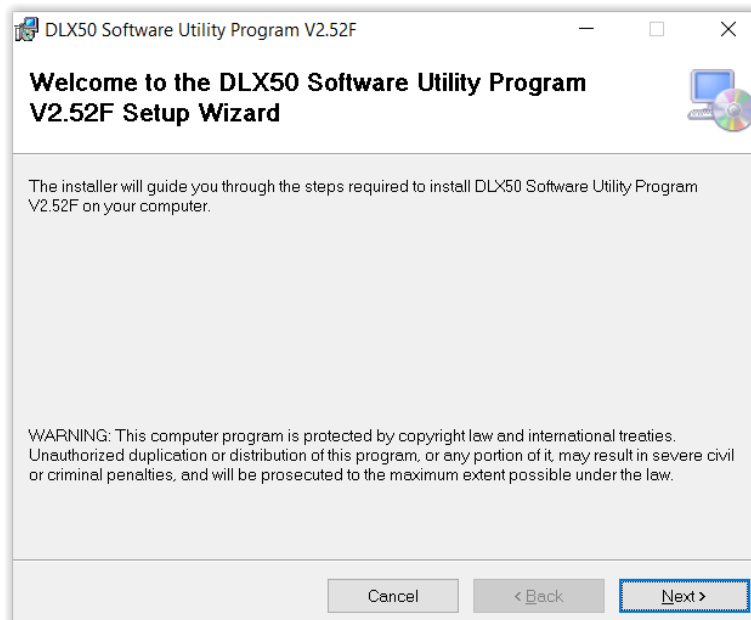 DLX50 Software Utility Program V2.52F
Welcome to the DLX50 Software Utility Program
V2.52F Setup Wizard
The installer will guide you through the steps required to install DLX50 Software Utility Program
V2.52F on your computer.
WARNING: This computer program is protected by copyright law and international treaties.
Unauthorized duplication or distribution of this program, or any portion of it, may result in severe civil
or criminal penalties, and will be prosecuted to the maximum extent possible under the law.
Cancel
< Back
Next >